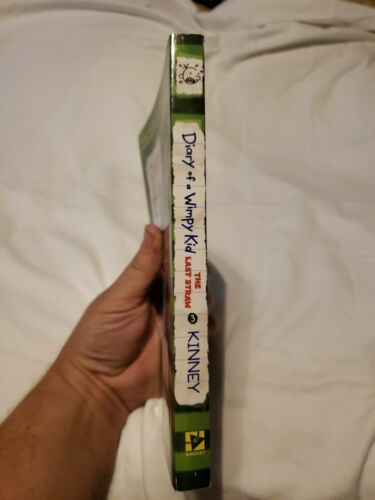 Diary of a Wimpy Kid
THE
LAST STRAW
3
KINNEY
AMULET